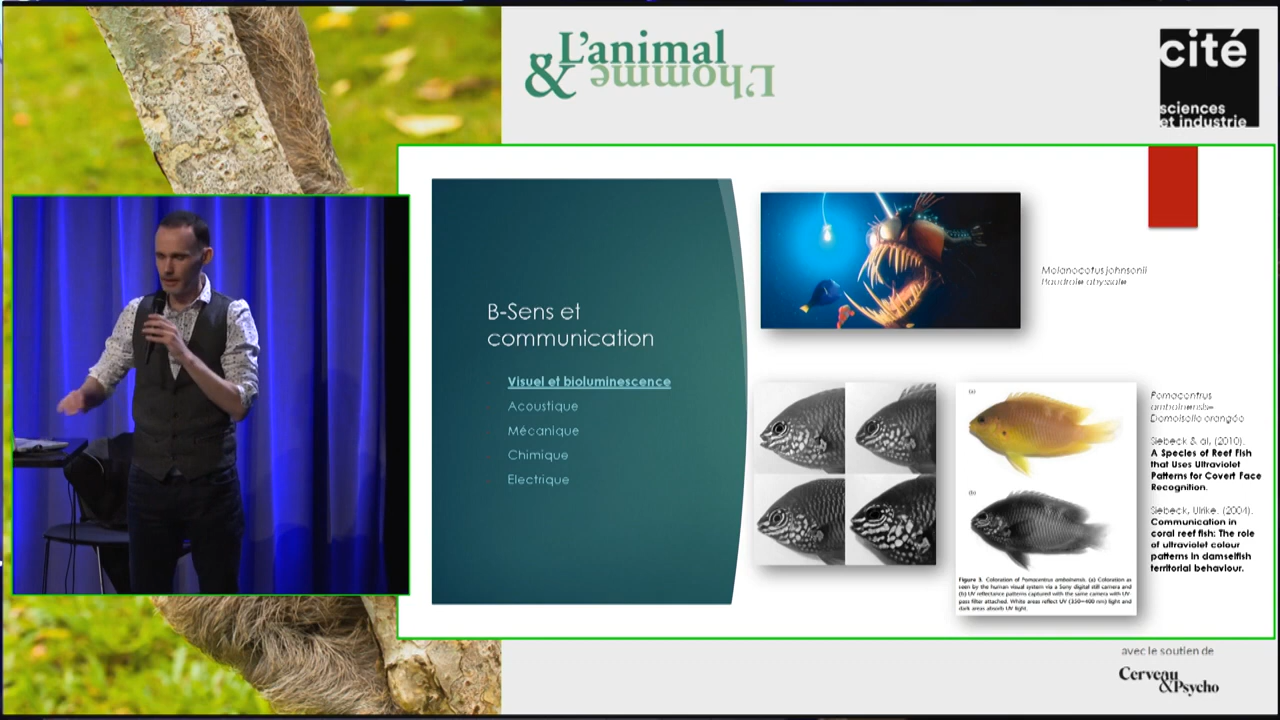 L'animal
&
L'homme
cité
sciences
et industrie
B-Sens et
communication
Visuel et bioluminescence
Acoustique
Mécanique
Chimique
Electrique
Melanocetus johnsonii
Baudroie abyssale
(a)
(b)
Figure 3. Coloration of Pomacentrus amboinensis. (a) Coloration as
seen by the human visual system via a Sony digital still camera and
(b) UV reflectance patterns captured with the same camera with UV-
pass filter attached. White areas reflect UV (350–400 nm) light and
dark areas absorb UV light.
Pomacentrus
amboinensis–
Demoiselle orangée
Siebeck & al, (2010).
A Species of Reef Fish
that Uses Ultraviolet
Patterns for Covert Face
Recognition.
Siebeck, Ulrike. (2004).
Communication in
coral reef fish: The role
of ultraviolet colour
patterns in damselfish
territorial behaviour.
avec le soutien de
Cerveau
&Psycho